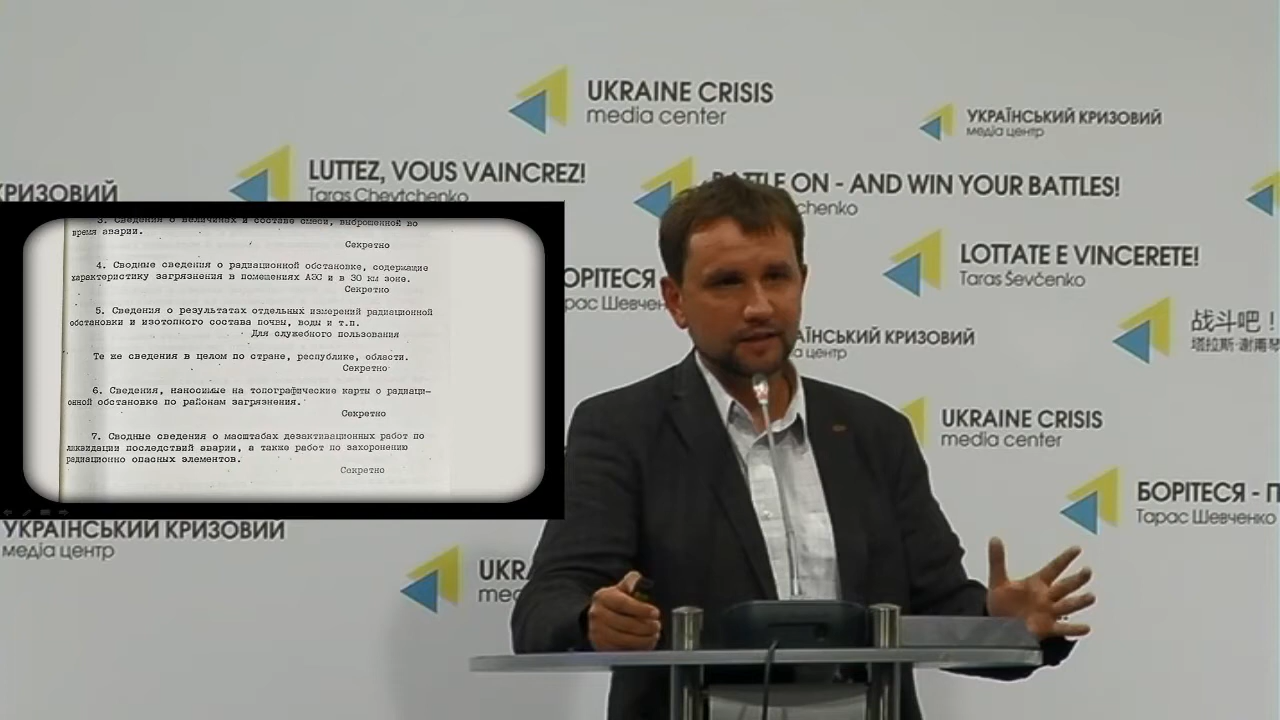 UKRAINE CRISIS
media center
УКРАЇНСЬКИЙ КРИЗОВИЙ
медіа центр
LUTTEZ, VOUS VAINCREZ!
Taras Chevtchenko
ON - AND WIN YOUR BATTLES!
КРИЗОВИЙ
LOTTATE E VINCERETE!
Taras Ševčenko
3. Сведения о величинах и составе смеси, выброшенной во
время аварии.
Секретно
4. Сводные сведения о радиационной обстановке, содержащие
характеристику загрязнения в помещениях АЭС и в 30 км зоне.
Секретно
5. Сведения о результатах отдельных измерений радиационной
обстановки и изотопного состава почвы, воды и т.п.
Для служебного пользования
Те же сведения в целом по стране, республике, области.
Секретно
6. Сведения, наносимые на топографические карты с радиаци-
онной обстановке по районам загрязнения.
Секретно
7. Сводные сведения о масштабах дезактивационных работ по
ликвидации последствий аварии, а также работ по захоронению
радиационно опасных элементов.
Секретно
战斗吧！
塔拉斯·谢甫琴
КРИЗОВИЙ
центр
UKRAINE CRISIS
media center
БОРІТЕСЯ - П
Тарас Шевченко
УКРАЇНСЬКИЙ КРИЗОВИЙ
медіа центр